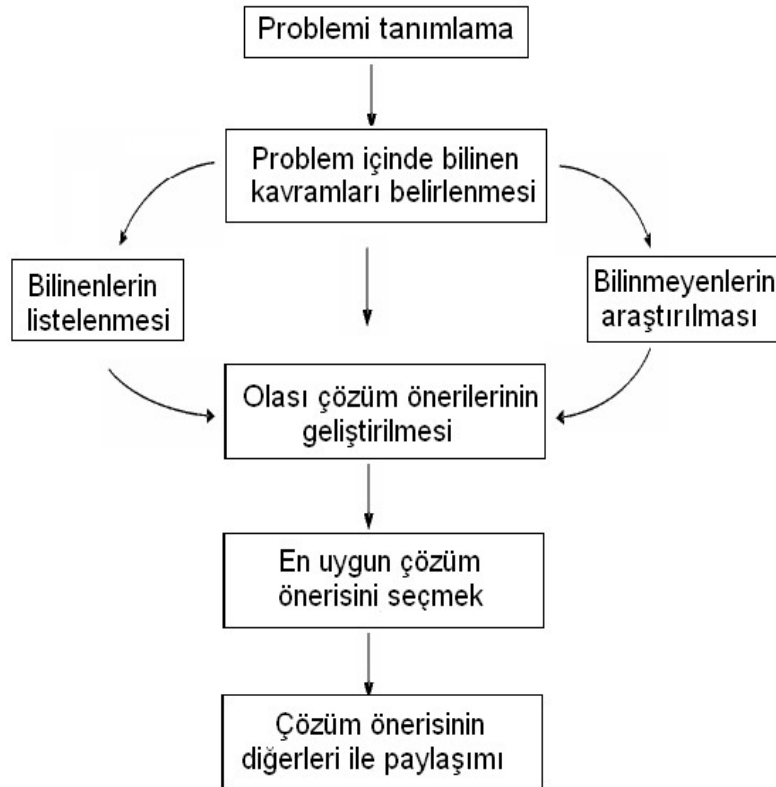 Problemi tanımlama
Problem içinde bilinen
kavramları belirlenmesi
Bilinenlerin
listelenmesi
Bilinmeyenlerin
araştırılması
Olası çözüm önerilerinin
geliştirilmesi
En uygun çözüm
önerisini seçmek
Çözüm önerisinin
diğerleri ile paylaşımı